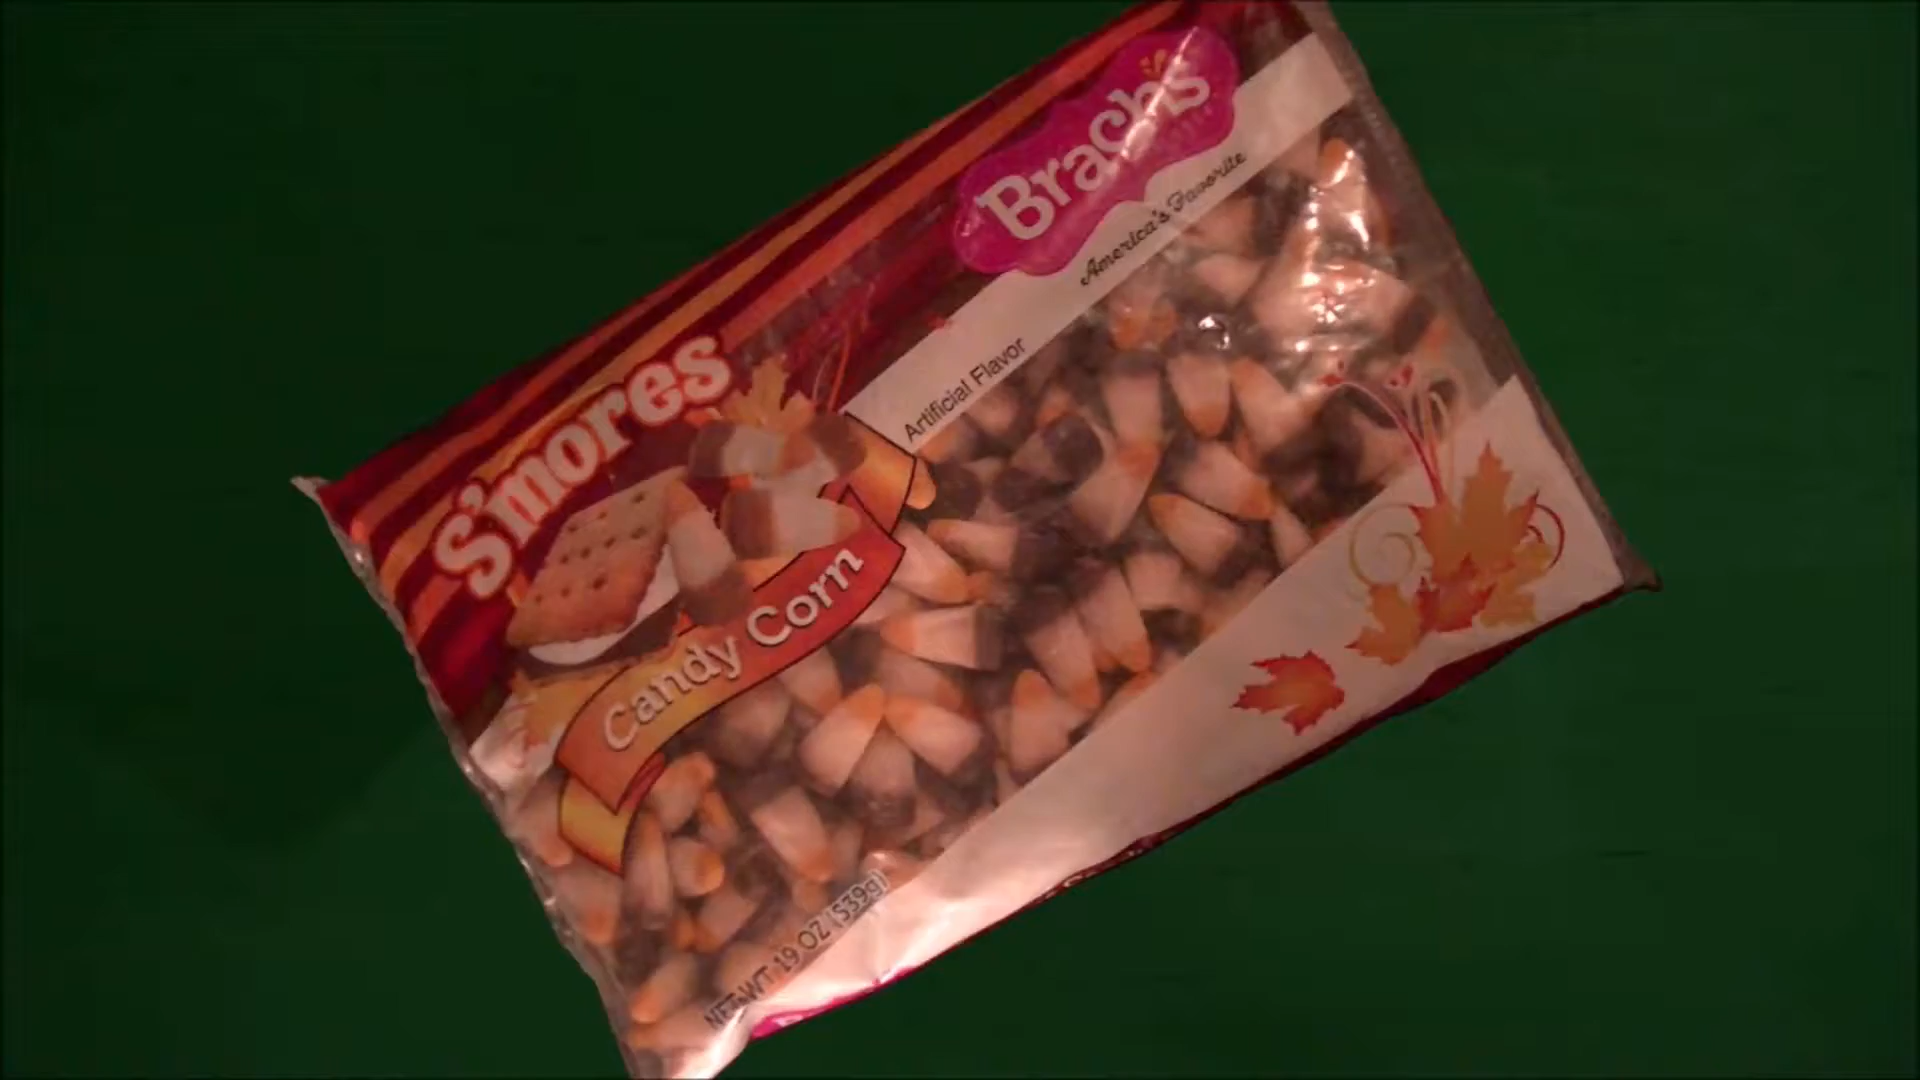 Brach's
America's Favorite
Artificial Flavor
S'mores
Candy Corn
NET WT 19 OZ (539g)